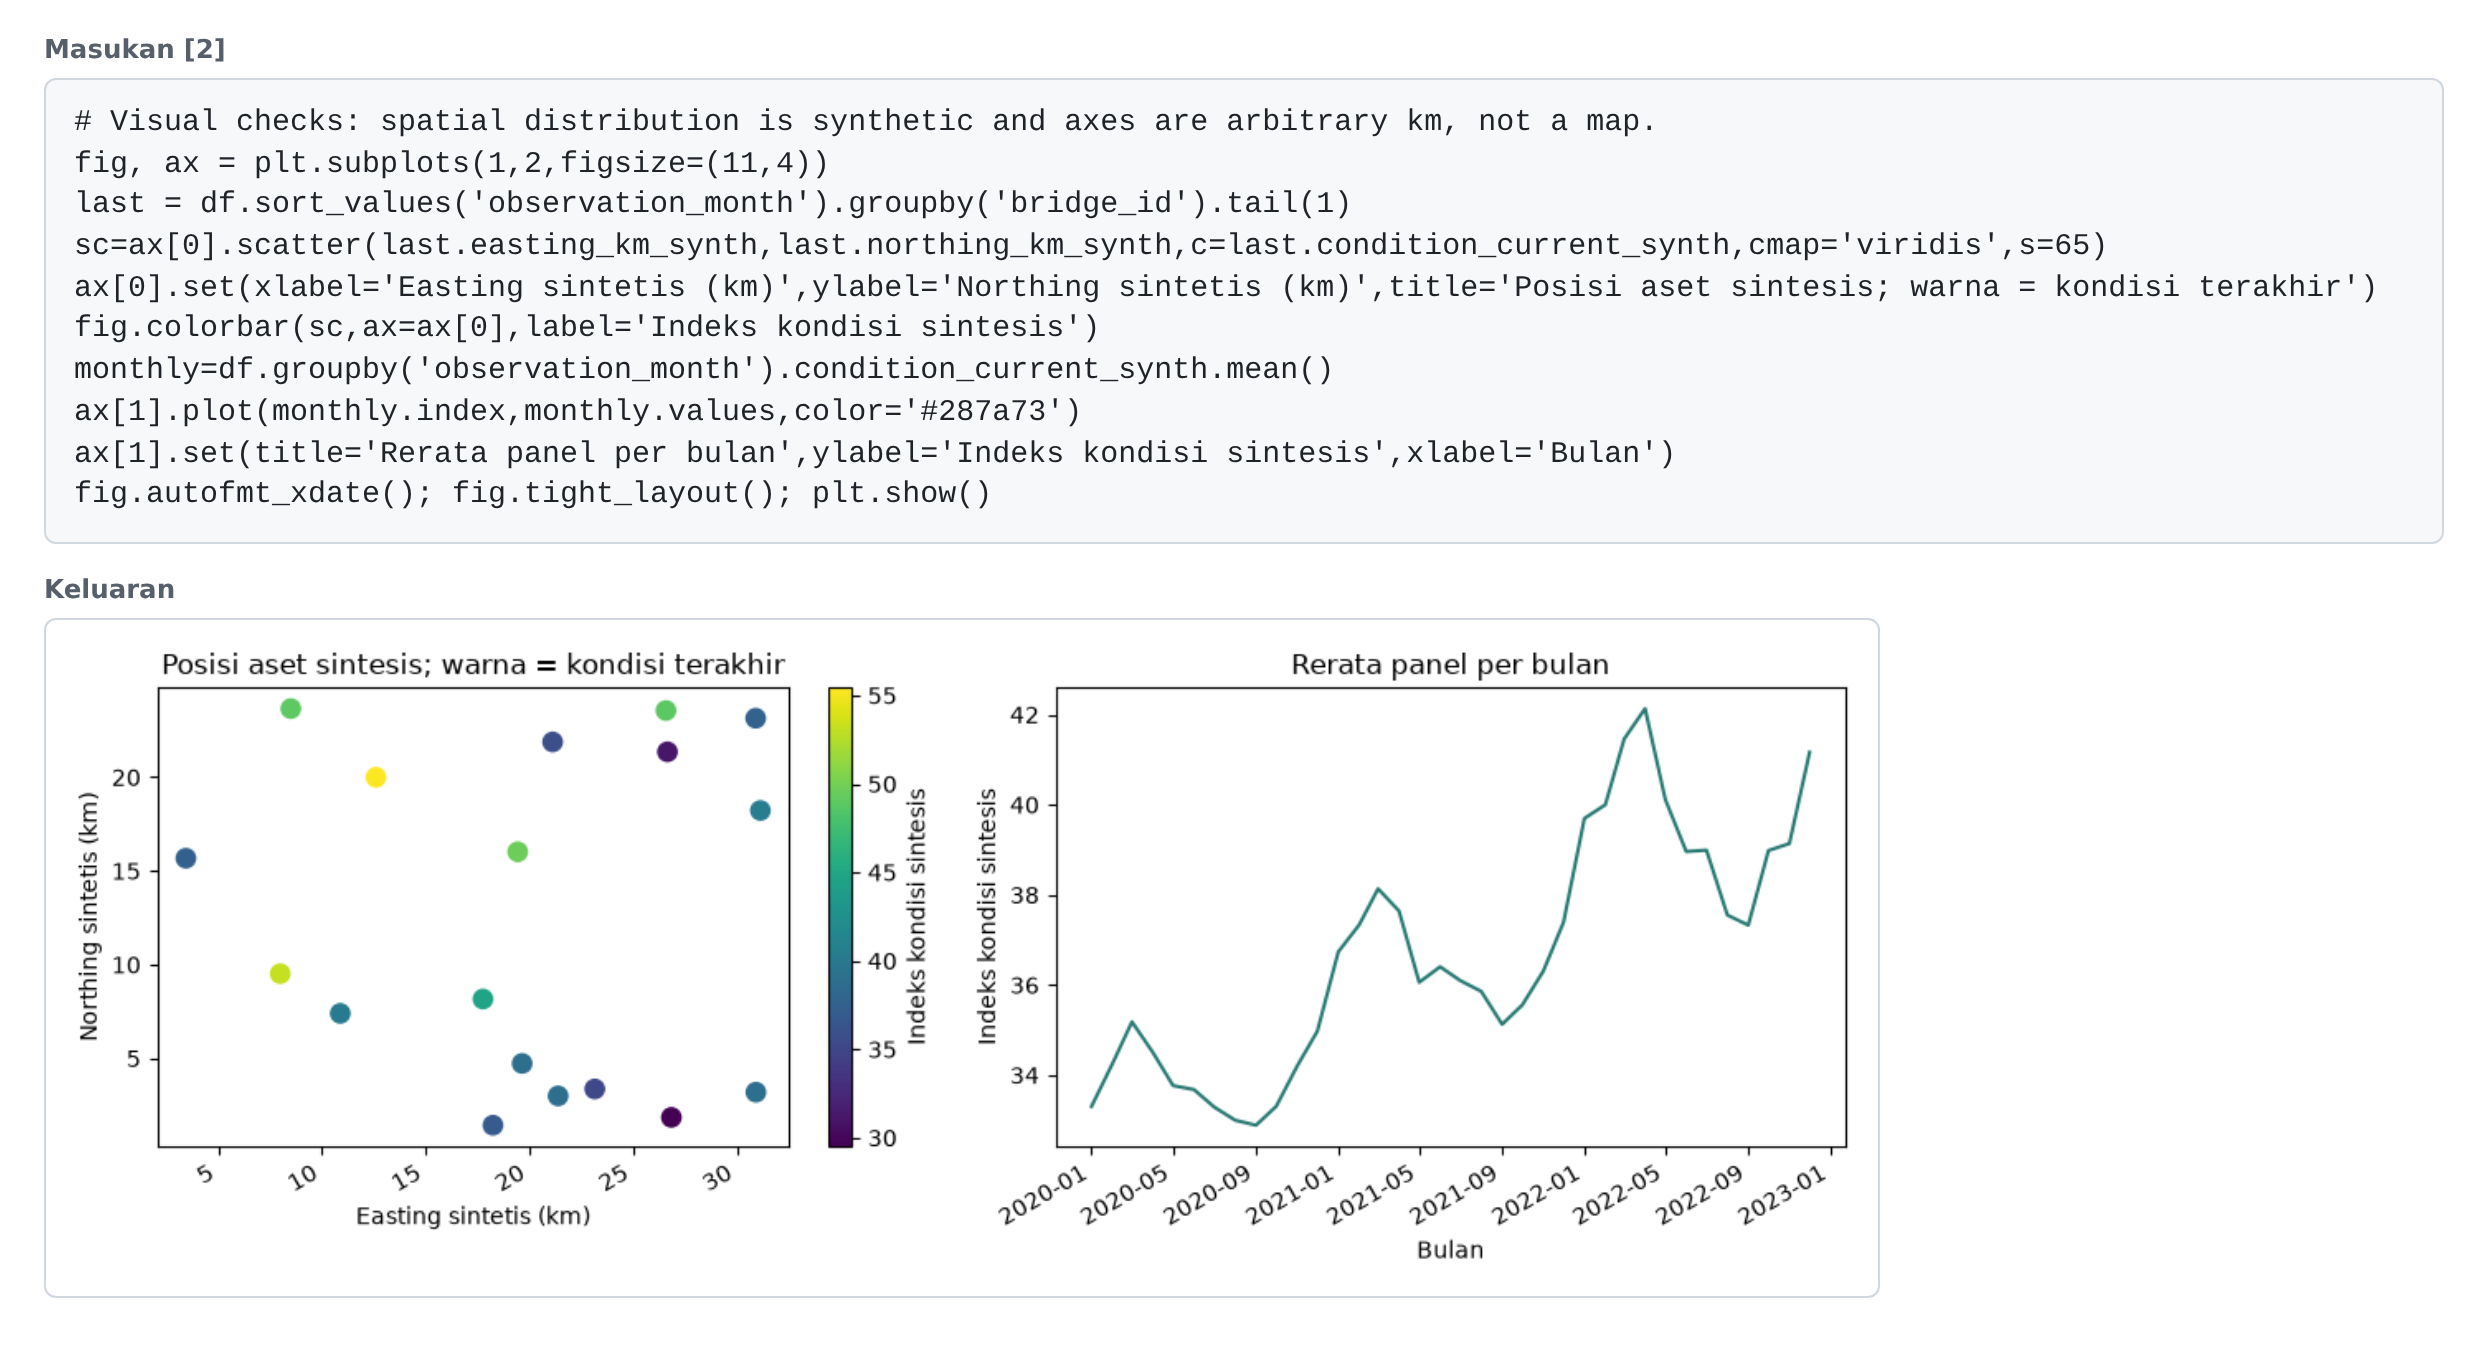 Masukan [2]
# Visual checks: spatial distribution is synthetic and axes are arbitrary km, not a map.
fig, ax = plt.subplots(1,2,figsize=(11,4))
last = df.sort_values('observation_month').groupby('bridge_id').tail(1)
sc=ax[0].scatter(last.easting_km_synth,last.northing_km_synth,c=last.condition_current_synth,cmap='viridis',s=65)
ax[0].set(xlabel='Easting sintetis (km)',ylabel='Northing sintetis (km)',title='Posisi aset sintesis; warna = kondisi terakhir')
fig.colorbar(sc,ax=ax[0],label='Indeks kondisi sintesis')
monthly=df.groupby('observation_month').condition_current_synth.mean()
ax[1].plot(monthly.index,monthly.values,color='#287a73')
ax[1].set(title='Rerata panel per bulan',ylabel='Indeks kondisi sintesis',xlabel='Bulan')
fig.autofmt_xdate(); fig.tight_layout(); plt.show()
Keluaran
Posisi aset sintesis; warna = kondisi terakhir
Northing sintetis (km)
20
15
10
5
5
10
15
20
25
30
Easting sintetis (km)
55
50
45
40
35
30
Indeks kondisi sintesis
Rerata panel per bulan
Indeks kondisi sintesis
42
40
38
36
34
2020-01
2020-05
2020-09
2021-01
2021-05
2021-09
2022-01
2022-05
2022-09
2023-01
Bulan